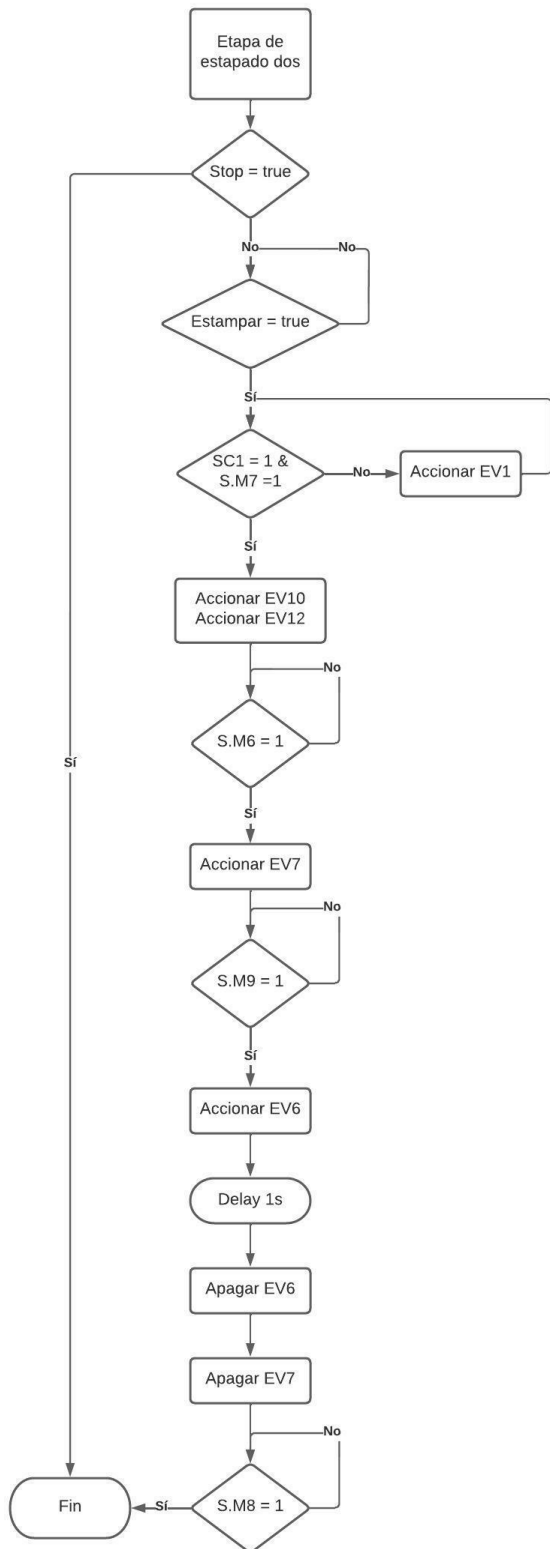 Etapa de
estapado dos
Stop = true
No
No
Estampar = true
Sí
SC1 = 1 &
S.M7 =1
No
Accionar EV1
Sí
Accionar EV10
Accionar EV12
No
S.M6 = 1
Sí
Sí
Accionar EV7
No
S.M9 = 1
Sí
Accionar EV6
Delay 1s
Apagar EV6
Apagar EV7
No
Fin
Sí
S.M8 = 1